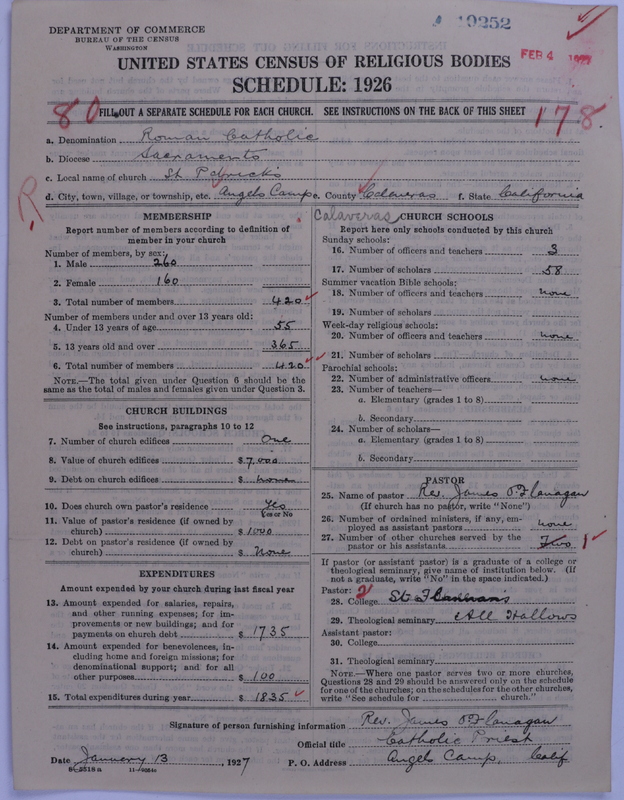 DEPARTMENT OF COMMERCE
BUREAU OF THE CENSUS
WASHINGTON
10252
FEB 4 1927
UNITED STATES CENSUS OF RELIGIOUS BODIES
SCHEDULE: 1926
80 FILL OUT A SEPARATE SCHEDULE FOR EACH CHURCH. SEE INSTRUCTIONS ON THE BACK OF THIS SHEET 178
a. Denomination Roman Catholic
b. Diocese Sacramento
c. Local name of church St Patricks
d. City, town, village, or township, etc. Angels Camp e. County Calaveras f. State California
R
Calaveras
MEMBERSHIP
Report number of members according to definition of
member in your church
Number of members, by sex:
1. Male 260
2. Female 160
3. Total number of members 420
Number of members under and over 13 years old:
4. Under 13 years of age 55
5. 13 years old and over 365
6. Total number of members 420
NOTE.—The total given under Question 6 should be the
same as the total of males and females given under Question 3.
CHURCH BUILDINGS
See instructions, paragraphs 10 to 12
7. Number of church edifices One
8. Value of church edifices $ 7,000
9. Debt on church edifices $
10. Does church own pastor's residence Yes
Yes or No
11. Value of pastor's residence (if owned by
church) $ 1000
12. Debt on pastor's residence (if owned by
church) $ None
EXPENDITURES
Amount expended by your church during last fiscal year
13. Amount expended for salaries, repairs,
and other running expenses; for im-
provements or new buildings; and for
payments on church debt $ 1735
14. Amount expended for benevolences, in-
cluding home and foreign missions; for
denominational support; and for all
other purposes $ 100
15. Total expenditures during year $ 1835
CHURCH SCHOOLS
Report here only schools conducted by this church
Sunday schools:
16. Number of officers and teachers 3
17. Number of scholars 58
Summer vacation Bible schools:
18. Number of officers and teachers none
19. Number of scholars
Week-day religious schools:
20. Number of officers and teachers none
21. Number of scholars
Parochial schools:
22. Number of administrative officers none
23. Number of teachers—
a. Elementary (grades 1 to 8)
b. Secondary
24. Number of scholars—
a. Elementary (grades 1 to 8)
b. Secondary
PASTOR
25. Name of pastor Rev. James O'Flanagan
(If church has no pastor, write "None")
26. Number of ordained ministers, if any, em-
ployed as assistant pastors none
27. Number of other churches served by the
pastor or his assistants Two 1
If pastor (or assistant pastor) is a graduate of a college or
theological seminary, give name of institution below. (If
not a graduate, write "No" in the space indicated.)
Pastor: 2
28. College St
29. Theological seminary All Hallows
Assistant pastor:
30. College
31. Theological seminary
NOTE.—Where one pastor serves two or more churches,
Questions 28 and 29 should be answered only on the schedule
for one of the churches; on the schedules for the other churches,
write "See schedule for church."
Signature of person furnishing information Rev. James O'Flanagan
Official title Catholic Priest
Date January 13, 1927 P. O. Address Angels Camp, Calif
8—5518 a 11—9224